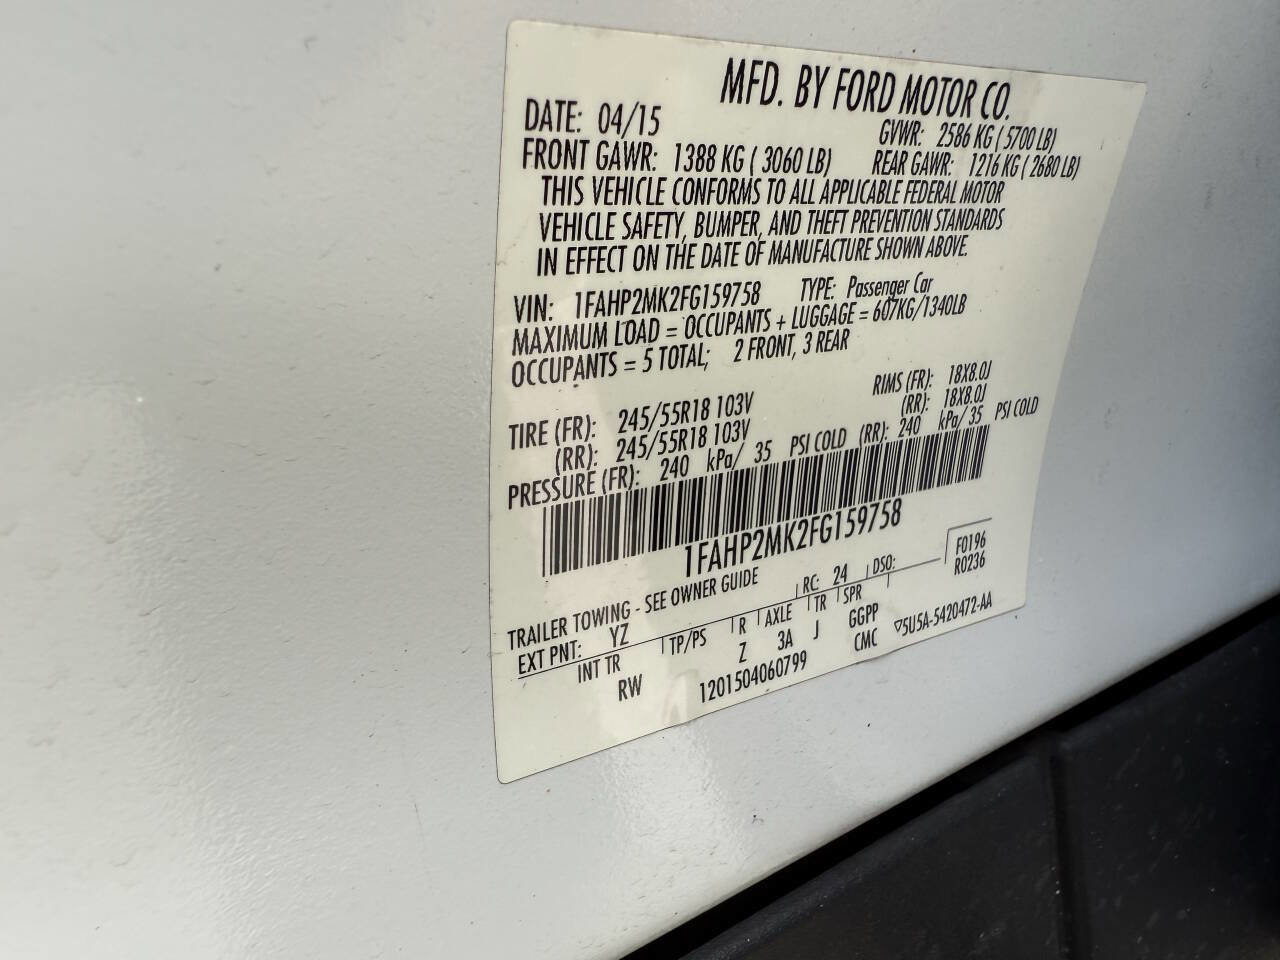 MFD. BY FORD MOTOR CO.
DATE: 04/15 GVWR: 2586 KG ( 5700 LB)
FRONT GAWR: 1388 KG ( 3060 LB) REAR GAWR: 1216 KG ( 2680 LB)
THIS VEHICLE CONFORMS TO ALL APPLICABLE FEDERAL MOTOR
VEHICLE SAFETY, BUMPER, AND THEFT PREVENTION STANDARDS
IN EFFECT ON THE DATE OF MANUFACTURE SHOWN ABOVE.
VIN: 1FAHP2MK2FG159758 TYPE: Passenger Car
MAXIMUM LOAD = OCCUPANTS + LUGGAGE = 607KG/1340LB
OCCUPANTS = 5 TOTAL; 2 FRONT, 3 REAR
TIRE (FR): 245/55R18 103V RIMS (FR): 18X8.0J
(RR): 245/55R18 103V (RR): 18X8.0J
PRESSURE (FR): 240 kPa/ 35 PSI COLD (RR): 240 kPa/ 35 PSI COLD
1FAHP2MK2FG159758
F0196
TRAILER TOWING - SEE OWNER GUIDE RC: 24 DSO: R0236
EXT PNT: YZ
INT TR TP/PS R AXLE TR SPR
RW Z 3A J GGPP
CMC ▽5U5A-5420472-AA
1201504060799